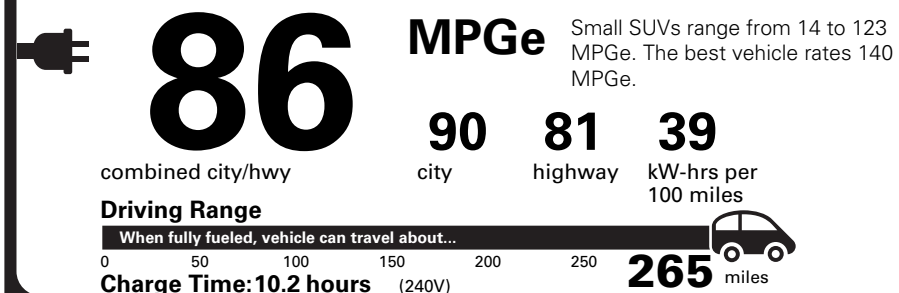 86
MPGe
Small SUVs range from 14 to 123
MPGe. The best vehicle rates 140
MPGe.
90 81 39
combined city/hwy city highway kW-hrs per
100 miles
Driving Range
When fully fueled, vehicle can travel about...
0 50 100 150 200 250 265 miles
Charge Time: 10.2 hours (240V)